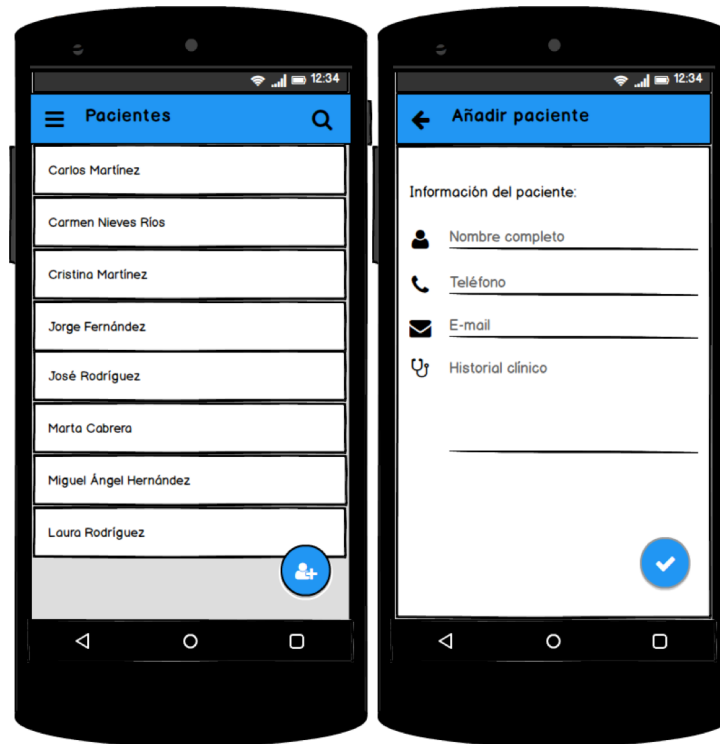 12:34
Pacientes
Carlos Martínez
Carmen Nieves Ríos
Cristina Martínez
Jorge Fernández
José Rodríguez
Marta Cabrera
Miguel Ángel Hernández
Laura Rodríguez
12:34
Añadir paciente
Información del paciente:
Nombre completo
Teléfono
E-mail
Historial clínico